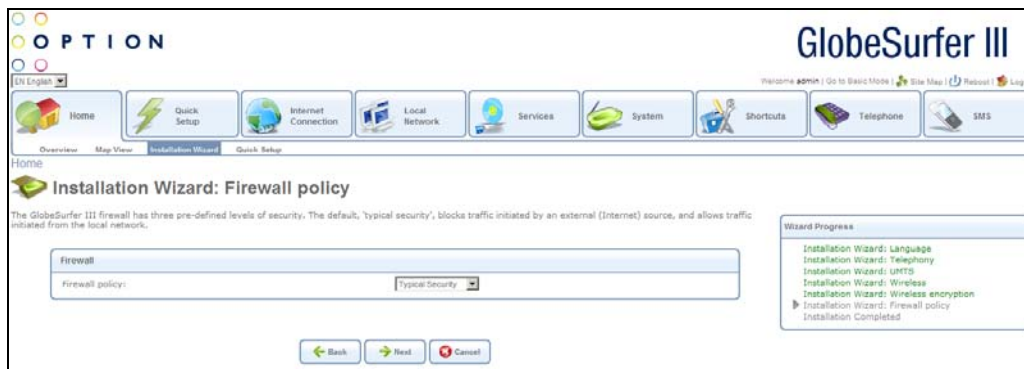 OPTION
GlobeSurfer III
EN English
Welcome admin | Go to Basic Mode | Site Map | Reboot | Log
Home
Quick Setup
Internet Connection
Local Network
Services
System
Shortcuts
Telephone
SMS
Overview Map View Installation Wizard Quick Setup
Home
Installation Wizard: Firewall policy
The GlobeSurfer III firewall has three pre-defined levels of security. The default, 'typical security', blocks traffic initiated by an external (Internet) source, and allows traffic
initiated from the local network.
Firewall
Firewall policy: Typical Security
Back Next Cancel
Wizard Progress
Installation Wizard: Language
Installation Wizard: Telephony
Installation Wizard: UMTS
Installation Wizard: Wireless
Installation Wizard: Wireless encryption
Installation Wizard: Firewall policy
Installation Completed